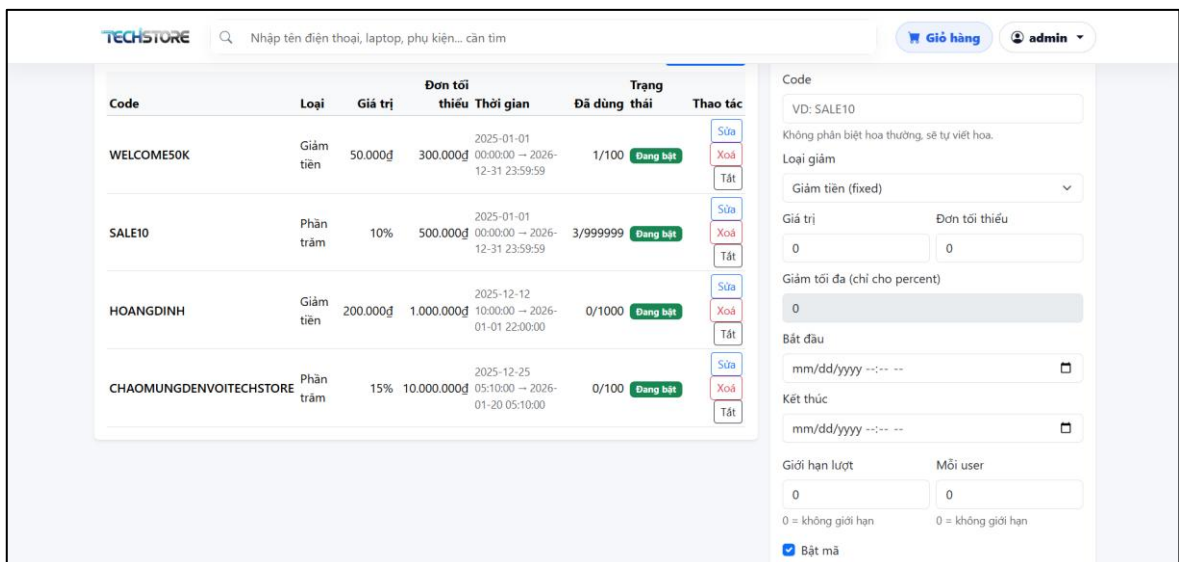 TECHSTORE
Nhập tên điện thoại, laptop, phụ kiện... cần tìm
Giỏ hàng
admin
Code Loại Giá trị Đơn tối thiểu Thời gian Đã dùng Trạng thái Thao tác
WELCOME50K Giảm tiền 50.000₫ 300.000₫ 2025-01-01 00:00:00 → 2026-12-31 23:59:59 1/100 Đang bật Sửa Xoá Tắt
SALE10 Phần trăm 10% 500.000₫ 2025-01-01 00:00:00 → 2026-12-31 23:59:59 3/999999 Đang bật Sửa Xoá Tắt
HOANGDINH Giảm tiền 200.000₫ 1.000.000₫ 2025-12-12 10:00:00 → 2026-01-01 22:00:00 0/1000 Đang bật Sửa Xoá Tắt
CHAOMUNGDENVOITECHSTORE Phần trăm 15% 10.000.000₫ 2025-12-25 05:10:00 → 2026-01-20 05:10:00 0/100 Đang bật Sửa Xoá Tắt
Code
VD: SALE10
Không phân biệt hoa thường, sẽ tự viết hoa.
Loại giảm
Giảm tiền (fixed)
Giá trị Đơn tối thiểu
0 0
Giảm tối đa (chỉ cho percent)
0
Bắt đầu
mm/dd/yyyy --:-- --
Kết thúc
mm/dd/yyyy --:-- --
Giới hạn lượt Mỗi user
0 0
0 = không giới hạn 0 = không giới hạn
Bật mã